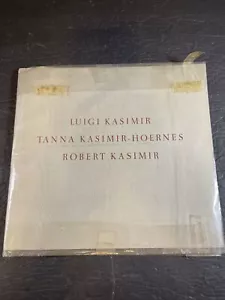 LUIGI KASIMIR
TANNA KASIMIR-HOERNES
ROBERT KASIMIR